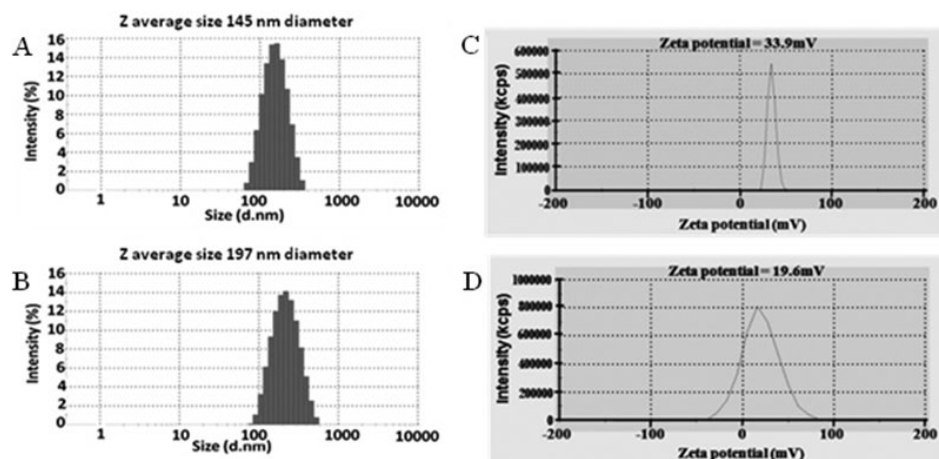 A
Z average size 145 nm diameter
Intensity (%)
16
14
12
10
8
6
4
2
0
1 10 100 1000 10000
Size (d.nm)
B
Z average size 197 nm diameter
Intensity (%)
16
14
12
10
8
6
4
2
0
1 10 100 1000 10000
Size (d.nm)
C
Zeta potential = 33.9mV
Intensity (kcps)
600000
500000
400000
300000
200000
100000
0
-200 -100 0 100 200
Zeta potential (mV)
D
Zeta potential = 19.6mV
Intensity (kcps)
1000000
800000
600000
400000
200000
0
-200 -100 0 100 200
Zeta potential (mV)